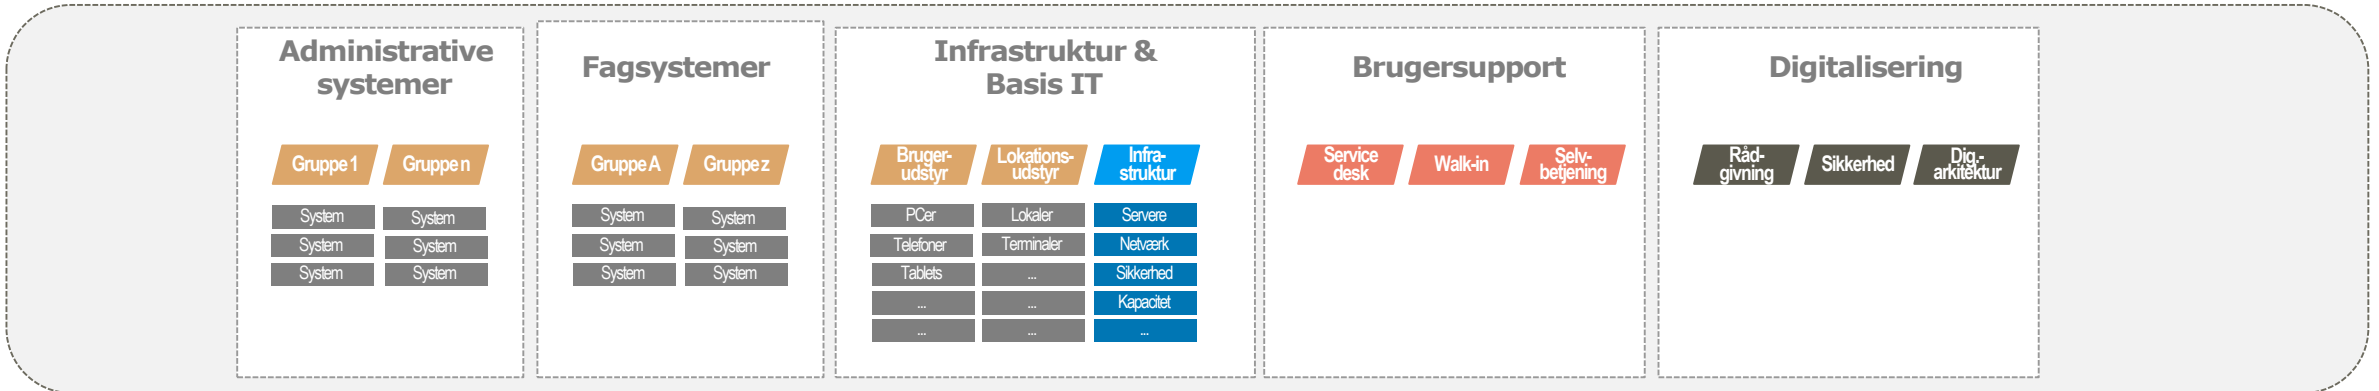 Administrative
systemer
Gruppe 1
Gruppe n
System
System
System
System
System
System
Fagsystemer
Gruppe A
Gruppe z
System
System
System
System
System
System
Infrastruktur &
Basis IT
Bruger-
udstyr
Lokations-
udstyr
Infra-
struktur
PCer
Lokaler
Servere
Telefoner
Terminaler
Netværk
Tablets
...
Sikkerhed
...
...
Kapacitet
...
...
...
Brugersupport
Service
desk
Walk-in
Selv-
betjening
Digitalisering
Råd-
givning
Sikkerhed
Dig.-
arkitektur